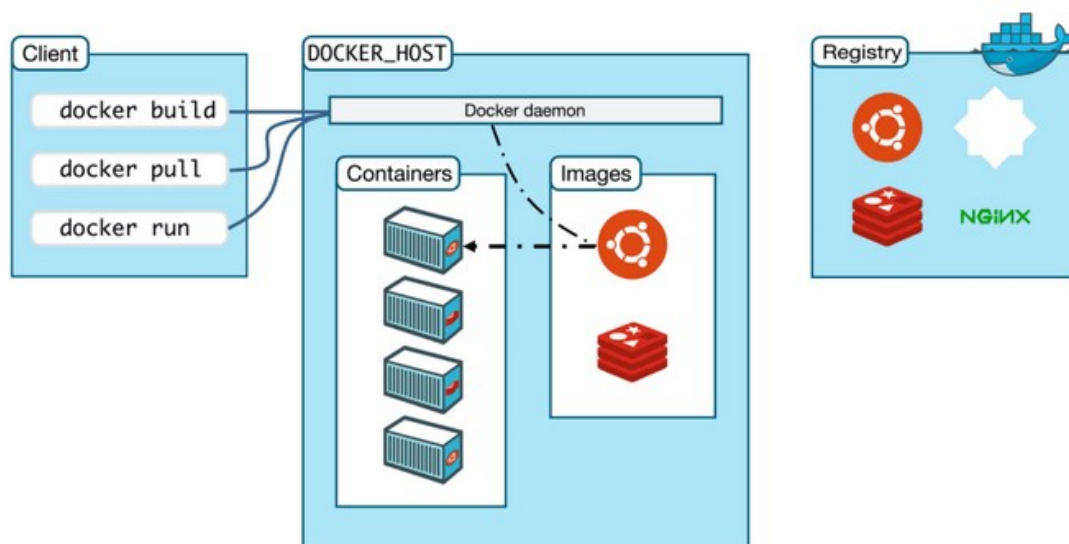 Client
docker build
docker pull
docker run
DOCKER_HOST
Docker daemon
Containers
Images
Registry
NGINX